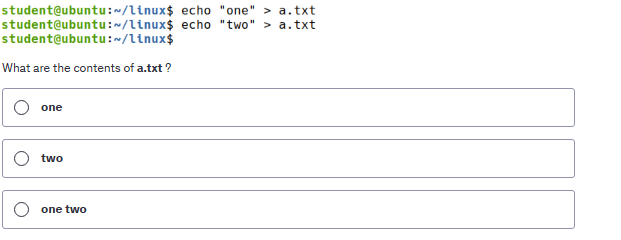 student@ubuntu:~/linux$ echo "one" > a.txt
student@ubuntu:~/linux$ echo "two" > a.txt
student@ubuntu:~/linux$
What are the contents of a.txt ?
one
two
one two